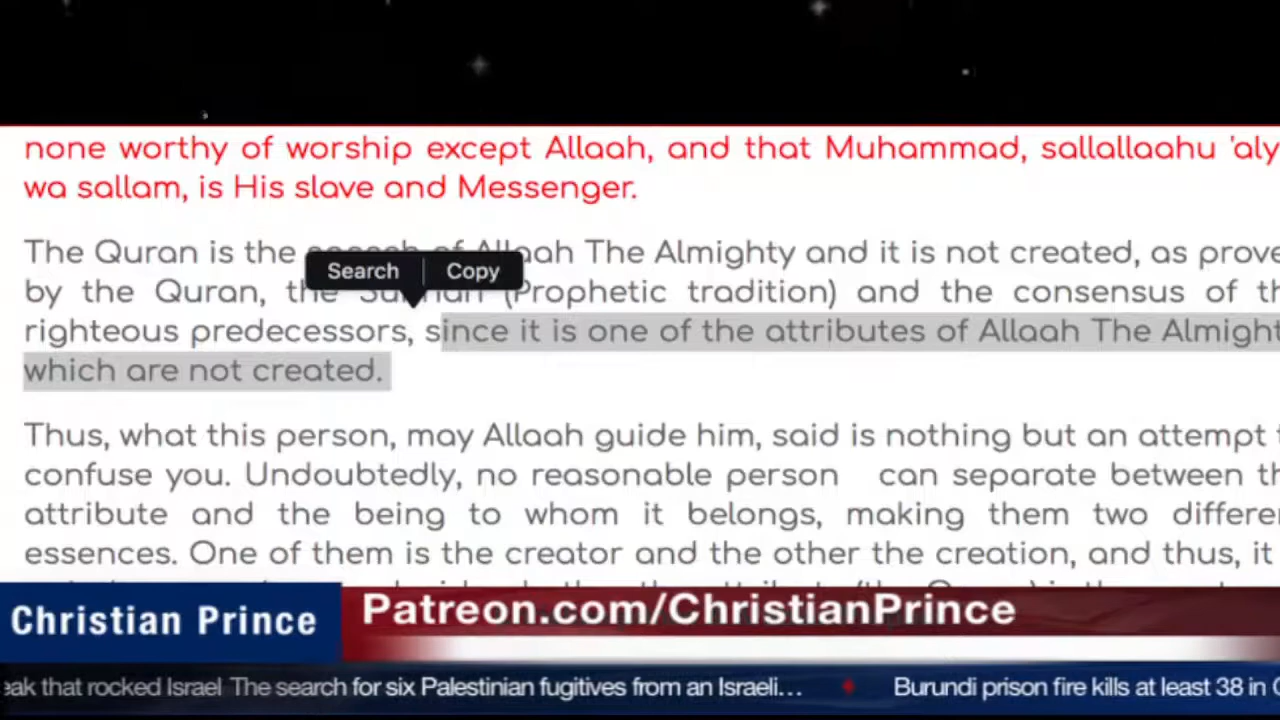 none worthy of worship except Allaah, and that Muhammad, sallallaahu 'aly
wa sallam, is His slave and Messenger.
The Quran is the speech of Allaah The Almighty and it is not created, as prove
Search Copy
by the Quran, the Sunnah (Prophetic tradition) and the consensus of th
righteous predecessors, since it is one of the attributes of Allaah The Almight
which are not created.
Thus, what this person, may Allaah guide him, said is nothing but an attempt t
confuse you. Undoubtedly, no reasonable person can separate between th
attribute and the being to whom it belongs, making them two differen
essences. One of them is the creator and the other the creation, and thus, it
Christian Prince
Patreon.com/ChristianPrince
eak that rocked Israel The search for six Palestinian fugitives from an Israeli... Burundi prison fire kills at least 38 in